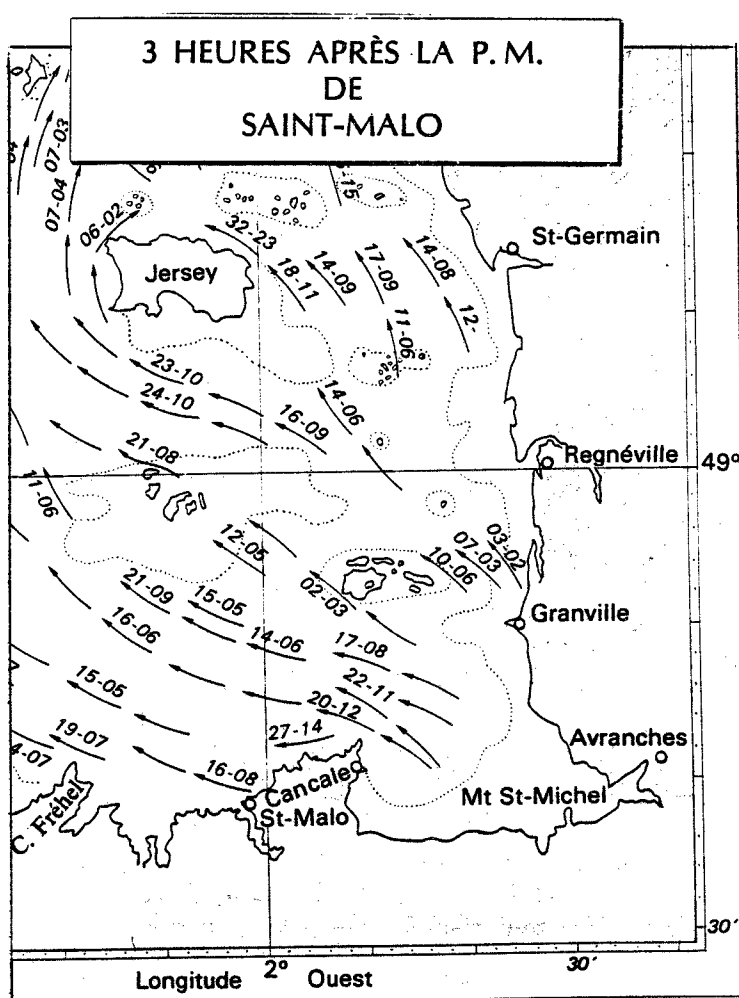 3 HEURES APRÈS LA P. M.
DE
SAINT-MALO
07-03
07-04
06-02
32-23
-15
St-Germain
Jersey
18-11
14-09
17-09
14-08
12-
11-06
23-10
24-10
14-06
16-09
21-08
Regnéville
49°
11-06
12-05
03-02
07-03
10-06
02-03
21-09
15-05
Granville
16-06
14-06
17-08
15-05
22-11
20-12
19-07
27-14
Avranches
4-07
16-08
Cancale
Mt St-Michel
C. Fréhel
St-Malo
30'
Longitude 2° Ouest 30'